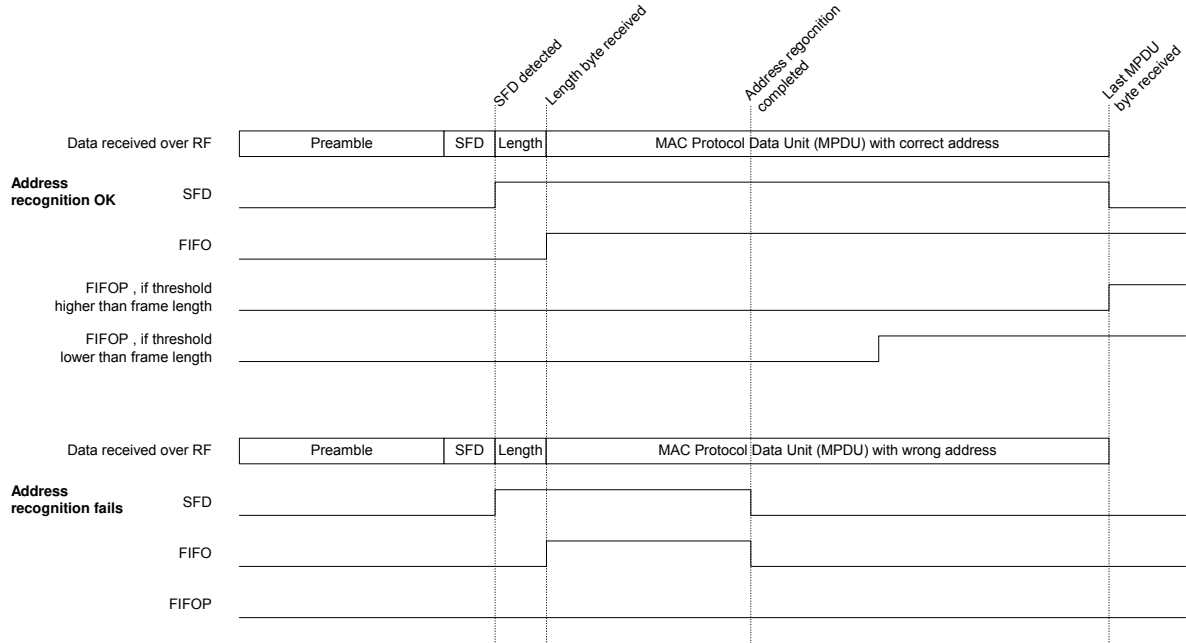 SFD detected
Length byte received
Address regocnition
completed
Last MPDU
byte received
Data received over RF
Preamble
SFD
Length
MAC Protocol Data Unit (MPDU) with correct address
Address
recognition OK
SFD
FIFO
FIFOP , if threshold
higher than frame length
FIFOP , if threshold
lower than frame length
Data received over RF
Preamble
SFD
Length
MAC Protocol Data Unit (MPDU) with wrong address
Address
recognition fails
SFD
FIFO
FIFOP